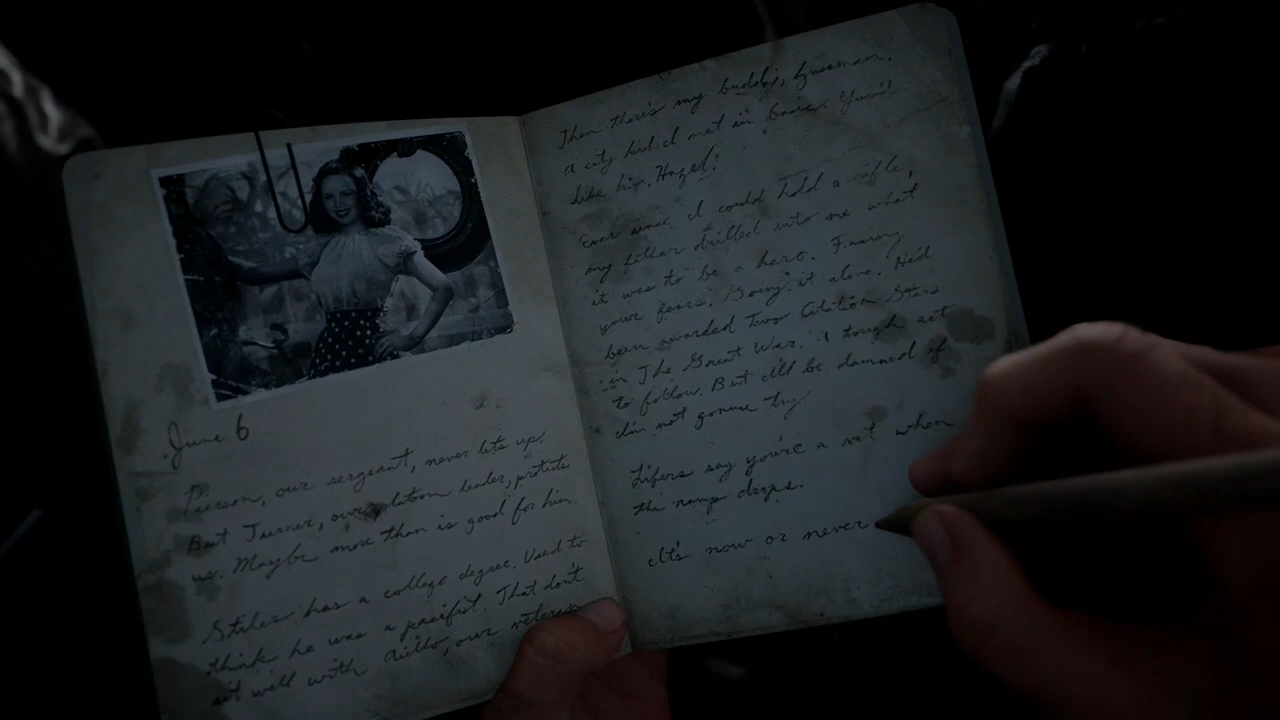 June 6
Pierson, our sergeant, never lets up.
But Turner, our platoon leader, protects
us. Maybe more than is good for him.
Stiles has a college degree. Used to
think he was a pacifist. That don't
sit well with Aiello, our veteran
Then there's my buddy, Zussman,
a city kid I met in basic. You'd
like him, Hazel!
Ever since I could hold a rifle,
my father drilled into me what
it was to be a hero. Facing
your fears. Going it alone. He'd
been awarded Two Citation Stars
in The Great War. A tough act
to follow. But I'll be damned if
I'm not gonna try
Lifers say you're a vet when
the ramp drops.
It's now or never